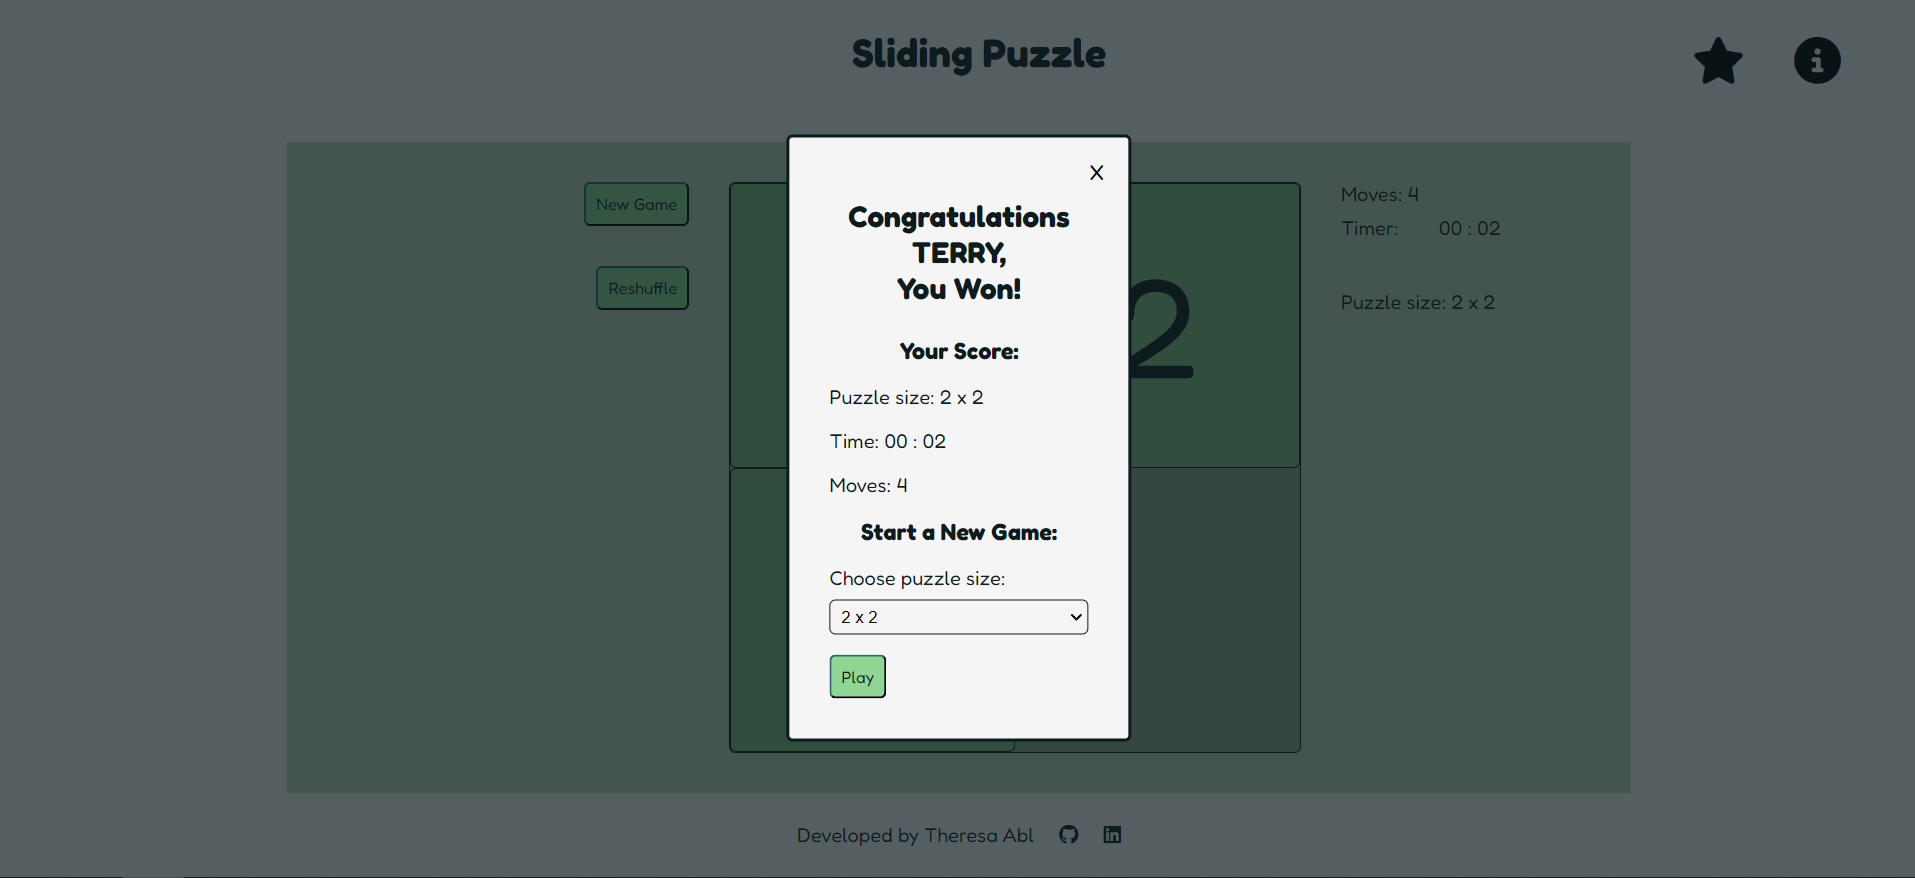 Sliding Puzzle
New Game
Reshuffle
2
Moves: 4
Timer: 00 : 02
Puzzle size: 2 x 2
X
Congratulations
TERRY,
You Won!
Your Score:
Puzzle size: 2 x 2
Time: 00 : 02
Moves: 4
Start a New Game:
Choose puzzle size:
2 x 2
Play
Developed by Theresa Abl